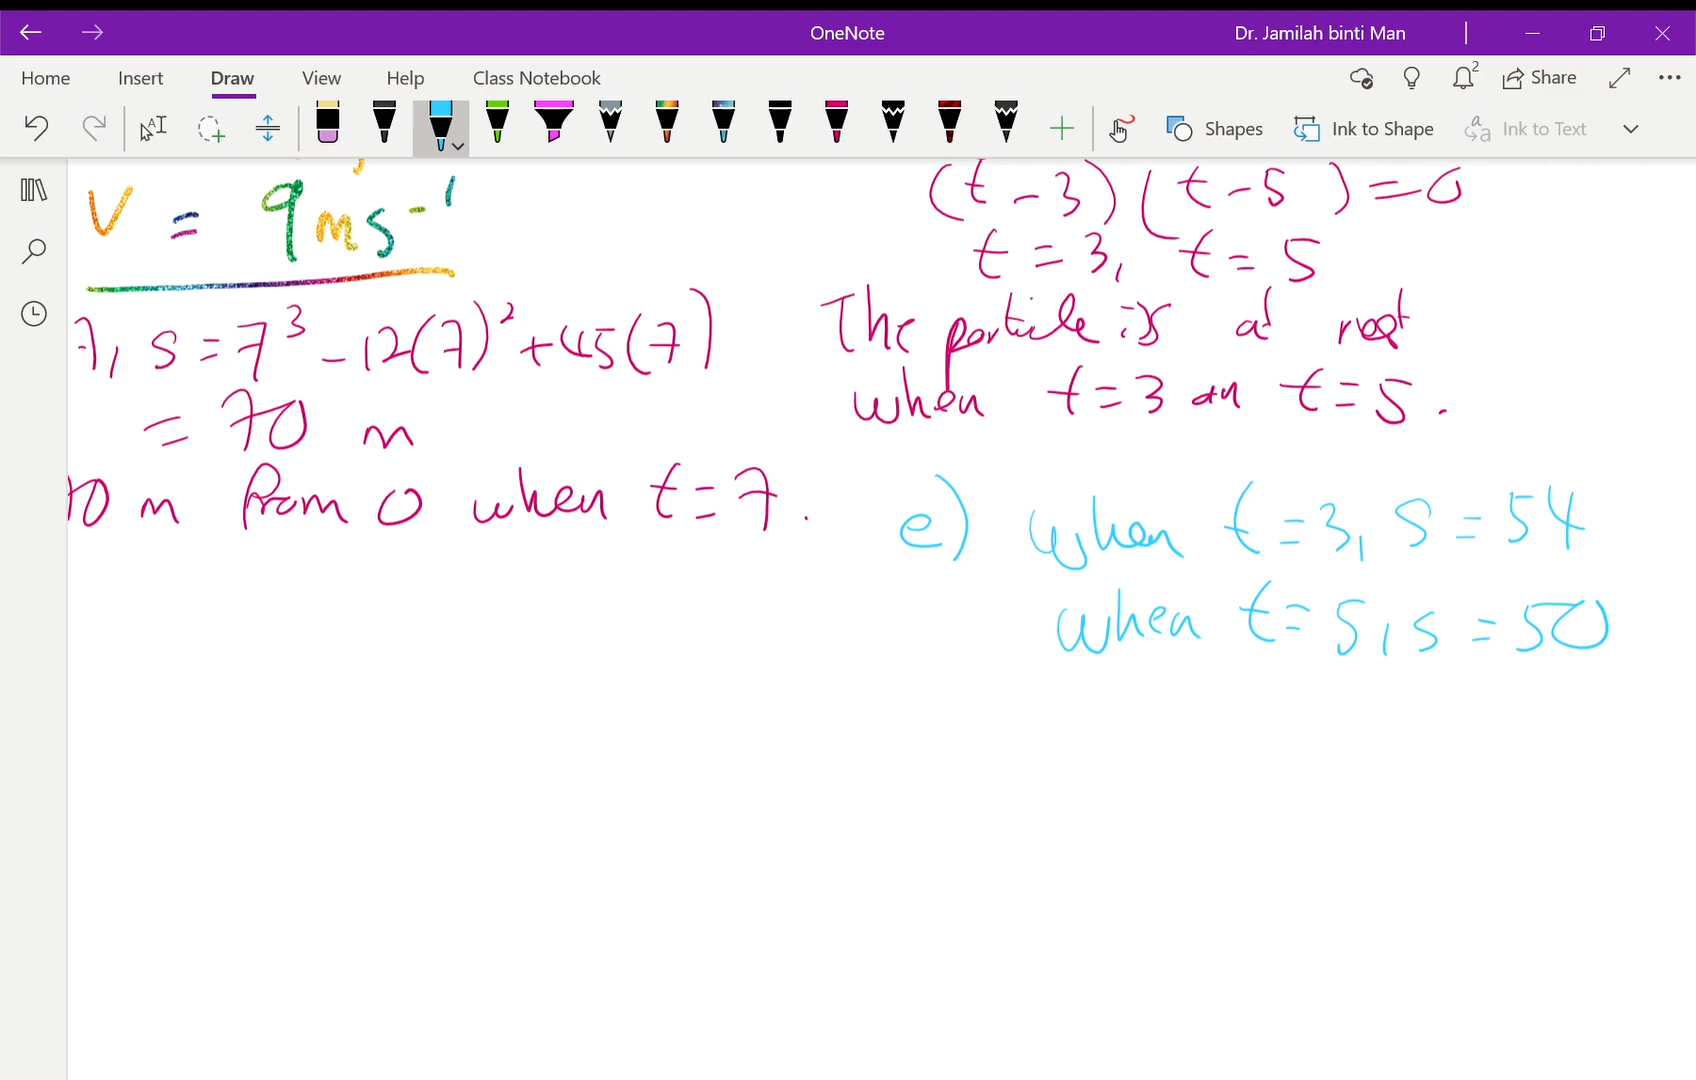 OneNote
Dr. Jamilah binti Man
Home Insert Draw View Help Class Notebook
2
Share
Shapes
Ink to Shape
Ink to Text
V = 9ms-1
7, s = 7³ - 12(7)² + 45(7)
= 70 m
70 m from O when t = 7.
(t - 3)(t - 5) = 0
t = 3, t = 5
The particle is at rest
when t = 3 an t = 5.
e) when t = 3, S = 54
when t = 5, s = 50